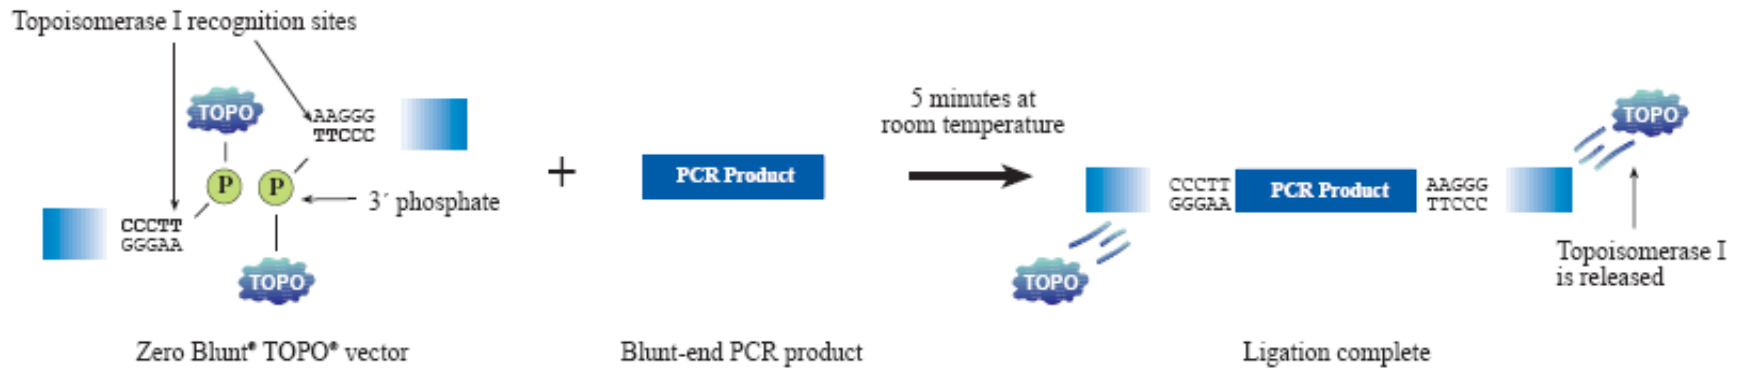 Topoisomerase I recognition sites
TOPO
AAGGG
TTCCC
P
P
3´ phosphate
CCCTT
GGGAA
TOPO
Zero Blunt® TOPO® vector
+
PCR Product
Blunt-end PCR product
5 minutes at
room temperature
TOPO
CCCTT
GGGAA
PCR Product
AAGGG
TTCCC
TOPO
Topoisomerase I
is released
Ligation complete